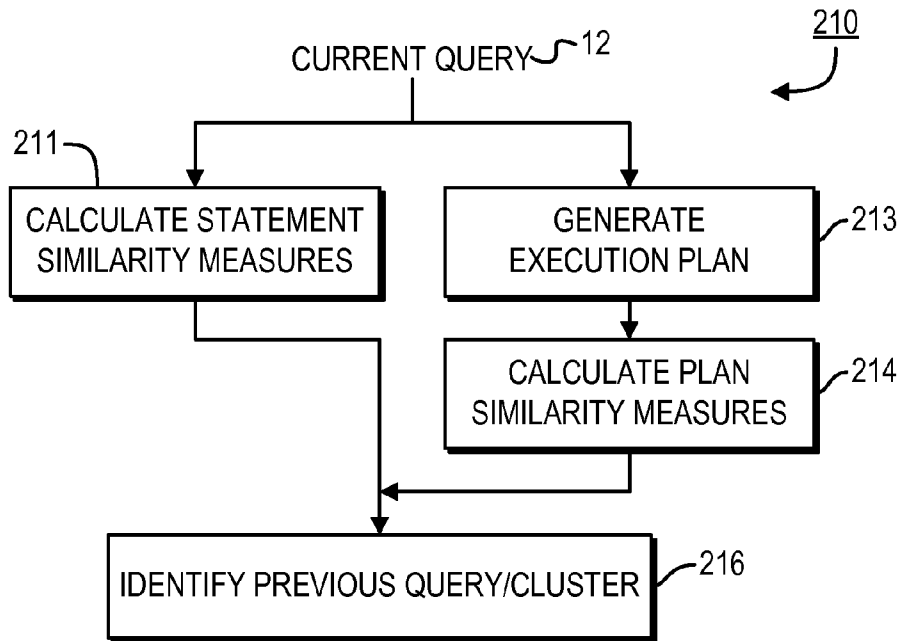 210
CURRENT QUERY 12
211
CALCULATE STATEMENT
SIMILARITY MEASURES
GENERATE
EXECUTION PLAN
213
CALCULATE PLAN
SIMILARITY MEASURES
214
IDENTIFY PREVIOUS QUERY/CLUSTER
216